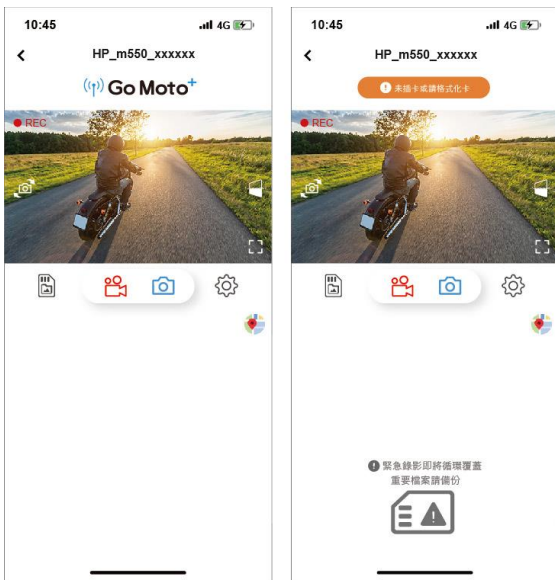 10:45
4G
HP_m550_xxxxxx
Go Moto+
REC
10:45
4G
HP_m550_xxxxxx
未插卡或請格式化卡
REC
緊急錄影即將循環覆蓋
重要檔案請備份